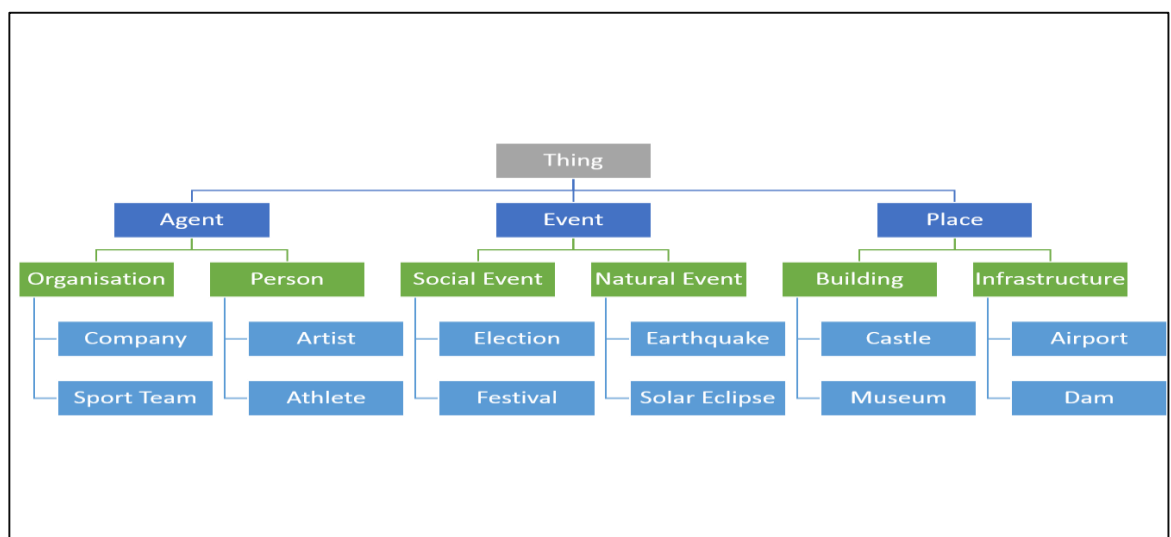 Thing
Agent
Event
Place
Organisation
Person
Social Event
Natural Event
Building
Infrastructure
Company
Artist
Election
Earthquake
Castle
Airport
Sport Team
Athlete
Festival
Solar Eclipse
Museum
Dam